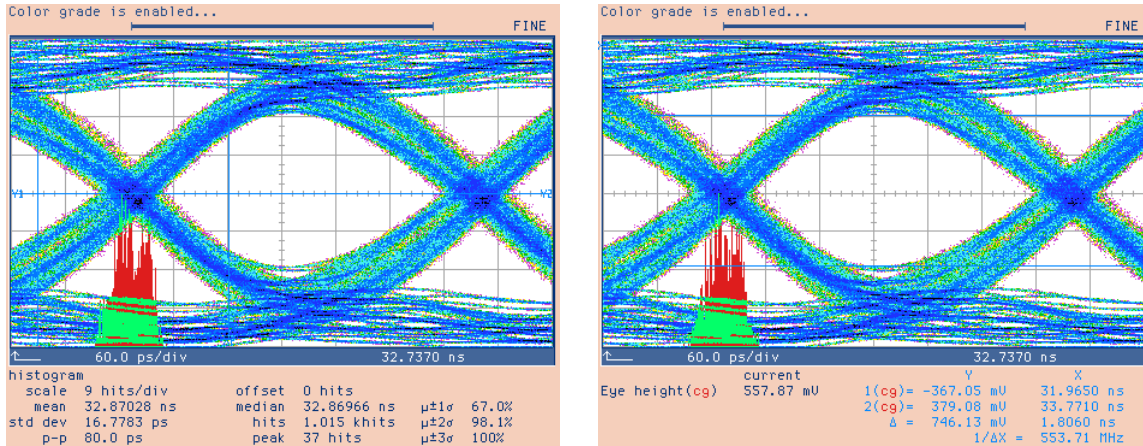 Color grade is enabled...
FINE
Y1
Y2
60.0 ps/div 32.7370 ns
histogram
scale 9 hits/div offset 0 hits
mean 32.87028 ns median 32.86966 ns µ±1σ 67.0%
std dev 16.7783 ps hits 1.015 khits µ±2σ 98.1%
p-p 80.0 ps peak 37 hits µ±3σ 100%
Color grade is enabled...
FINE
60.0 ps/div 32.7370 ns
current Y X
Eye height(cg) 557.87 mV 1(cg)= -367.05 mV 31.9650 ns
2(cg)= 379.08 mV 33.7710 ns
Δ = 746.13 mV 1.8060 ns
1/ΔX = 553.71 MHz